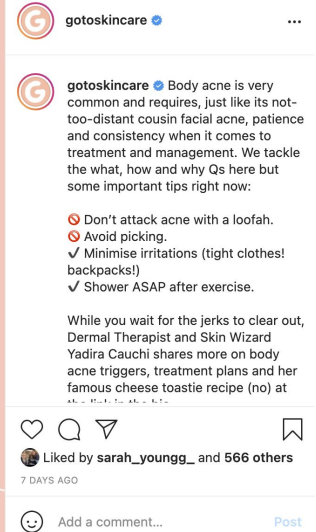 gotoskincare
gotoskincare Body acne is very
common and requires, just like its not-
too-distant cousin facial acne, patience
and consistency when it comes to
treatment and management. We tackle
the what, how and why Qs here but
some important tips right now:
🚫 Don't attack acne with a loofah.
🚫 Avoid picking.
✔️ Minimise irritations (tight clothes!
backpacks!)
✔️ Shower ASAP after exercise.
While you wait for the jerks to clear out,
Dermal Therapist and Skin Wizard
Yadira Cauchi shares more on body
acne triggers, treatment plans and her
famous cheese toastie recipe (no) at
the link in the bio
Liked by sarah_youngg_ and 566 others
7 DAYS AGO
Add a comment...
Post